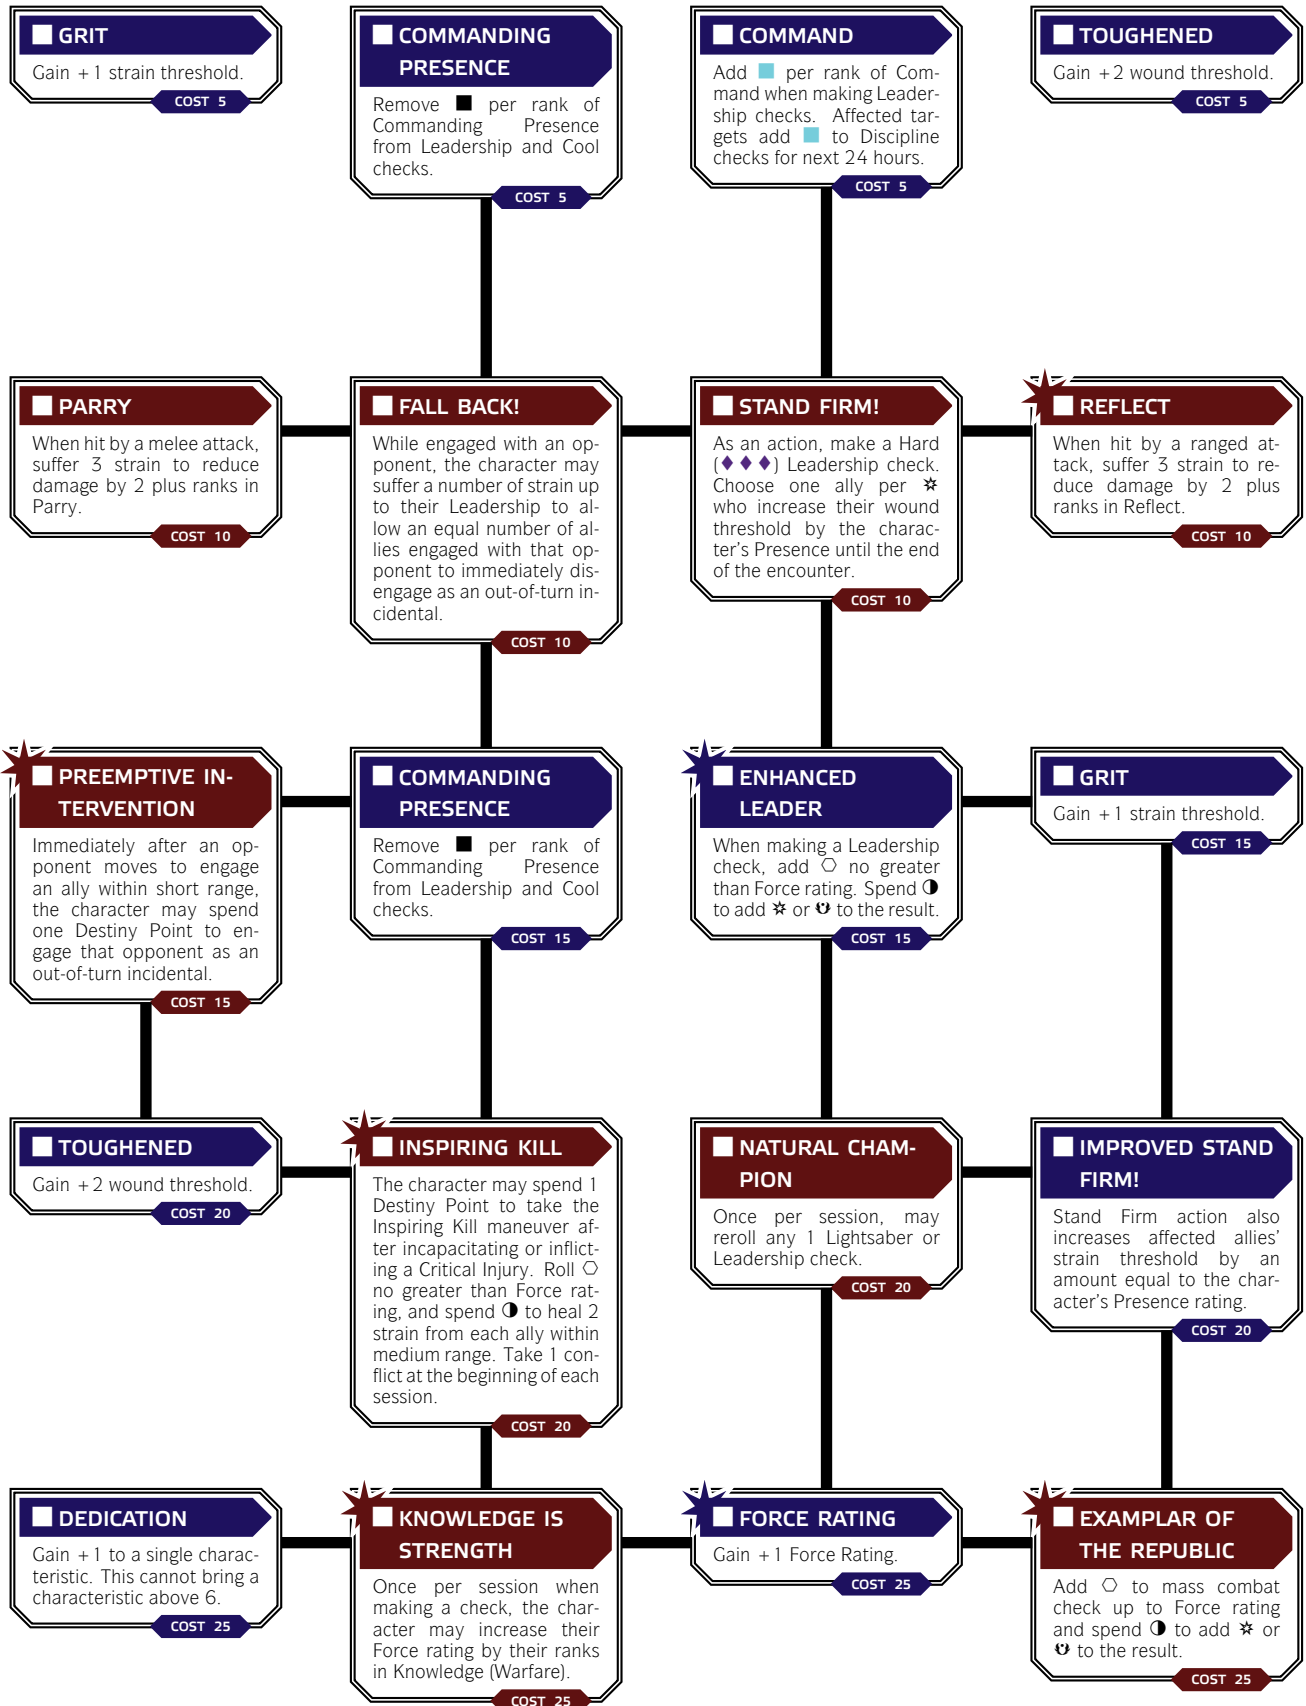 GRIT
Gain +1 strain threshold.
COST 5
COMMANDING
PRESENCE
Remove per rank of
Commanding Presence
from Leadership and Cool
checks.
COST 5
COMMAND
Add per rank of Com-
mand when making Leader-
ship checks. Affected tar-
gets add to Discipline
checks for next 24 hours.
COST 5
TOUGHENED
Gain +2 wound threshold.
COST 5
PARRY
When hit by a melee attack,
suffer 3 strain to reduce
damage by 2 plus ranks in
Parry.
COST 10
FALL BACK!
While engaged with an op-
ponent, the character may
suffer a number of strain up
to their Leadership to al-
low an equal number of al-
lies engaged with that op-
ponent to immediately dis-
engage as an out-of-turn in-
cidental.
COST 10
STAND FIRM!
As an action, make a Hard
(♦ ♦ ♦) Leadership check.
Choose one ally per
who increase their wound
threshold by the charac-
ter's Presence until the end
of the encounter.
COST 10
REFLECT
When hit by a ranged at-
tack, suffer 3 strain to re-
duce damage by 2 plus
ranks in Reflect.
COST 10
PREEMPTIVE IN-
TERVENTION
Immediately after an op-
ponent moves to engage
an ally within short range,
the character may spend
one Destiny Point to en-
gage that opponent as an
out-of-turn incidental.
COST 15
COMMANDING
PRESENCE
Remove per rank of
Commanding Presence
from Leadership and Cool
checks.
COST 15
ENHANCED
LEADER
When making a Leadership
check, add no greater
than Force rating. Spend
to add or to the result.
COST 15
GRIT
Gain +1 strain threshold.
COST 15
TOUGHENED
Gain +2 wound threshold.
COST 20
INSPIRING KILL
The character may spend 1
Destiny Point to take the
Inspiring Kill maneuver af-
ter incapacitating or inflict-
ing a Critical Injury. Roll
no greater than Force rat-
ing, and spend to heal 2
strain from each ally within
medium range. Take 1 con-
flict at the beginning of each
session.
COST 20
NATURAL CHAM-
PION
Once per session, may
reroll any 1 Lightsaber or
Leadership check.
COST 20
IMPROVED STAND
FIRM!
Stand Firm action also
increases affected allies'
strain threshold by an
amount equal to the char-
acter's Presence rating.
COST 20
DEDICATION
Gain +1 to a single charac-
teristic. This cannot bring a
characteristic above 6.
COST 25
KNOWLEDGE IS
STRENGTH
Once per session when
making a check, the char-
acter may increase their
Force rating by their ranks
in Knowledge (Warfare).
COST 25
FORCE RATING
Gain +1 Force Rating.
COST 25
EXAMPLAR OF
THE REPUBLIC
Add to mass combat
check up to Force rating
and spend to add or
to the result.
COST 25